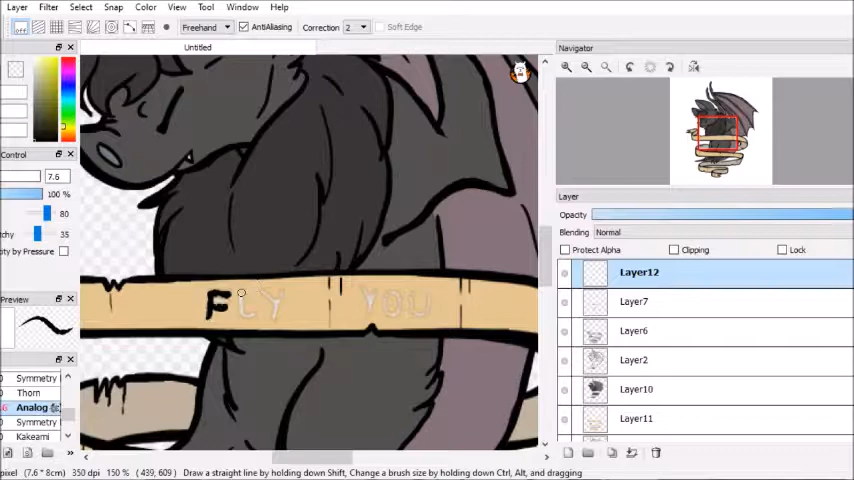 Layer Filter Select Snap Color View Tool Window Help
off Freehand AntiAliasing Correction 2 Soft Edge
Untitled
Navigator
Control
7.6
100 %
80
35
ity by Pressure
Preview
Symmetry
Thorn
Analog
Symmetry
Kakeami
FLY YOU
Layer
Opacity
Blending Normal
Protect Alpha Clipping Lock
Layer12
Layer7
Layer6
Layer2
Layer10
Layer11
pixel (7.6 * 8cm) 350 dpi 150 % ( 439, 609) Draw a straight line by holding down Shift, Change a brush size by holding down Ctrl, Alt, and dragging